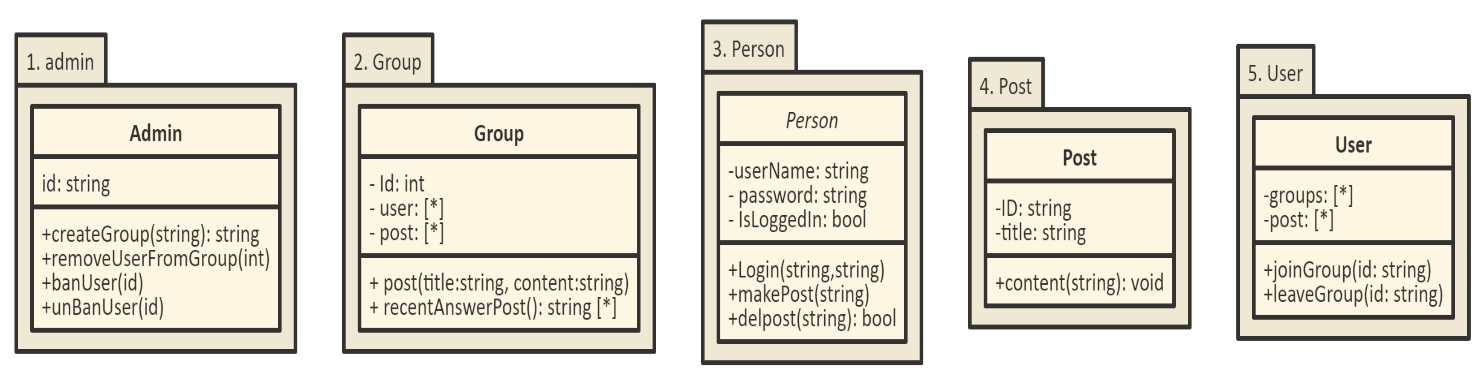 1. admin
Admin
id: string
+createGroup(string): string
+removeUserFromGroup(int)
+banUser(id)
+unBanUser(id)
2. Group
Group
- Id: int
- user: [*]
- post: [*]
+ post(title:string, content:string)
+ recentAnswerPost(): string [*]
3. Person
Person
-userName: string
- password: string
- IsLoggedIn: bool
+Login(string,string)
+makePost(string)
+delpost(string): bool
4. Post
Post
-ID: string
-title: string
+content(string): void
5. User
User
-groups: [*]
-post: [*]
+joinGroup(id: string)
+leaveGroup(id: string)